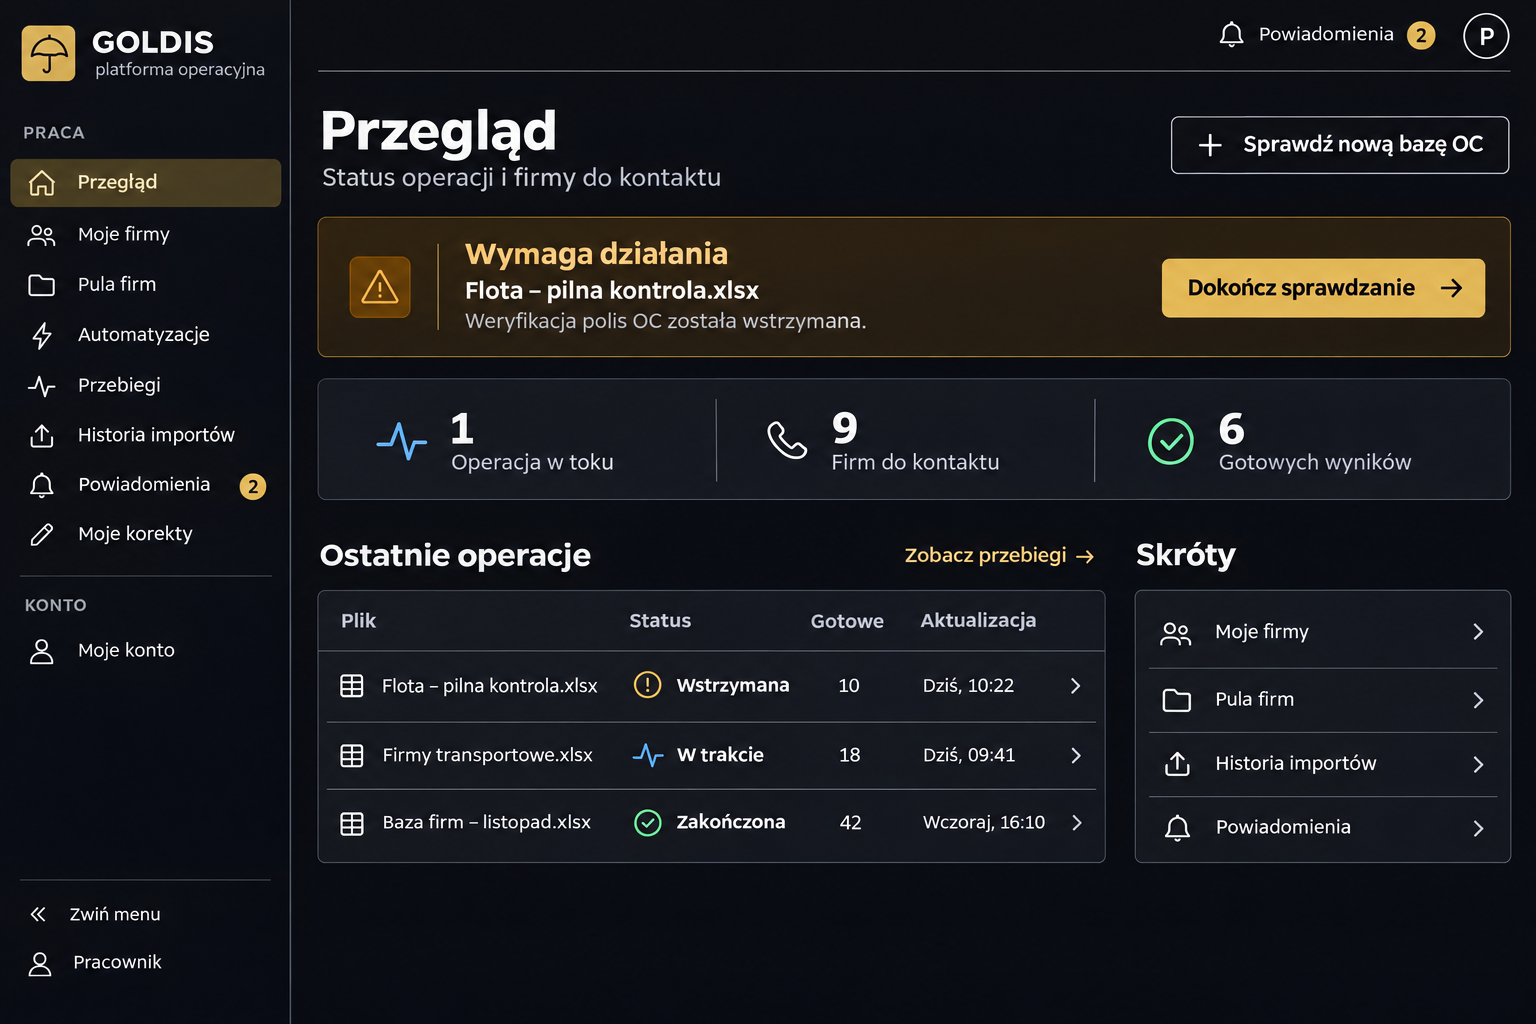 GOLDIS
platforma operacyjna
PRACA
Przegląd
Moje firmy
Pula firm
Automatyzacje
Przebiegi
Historia importów
Powiadomienia 2
Moje korekty
KONTO
Moje konto
Zwiń menu
Pracownik
Powiadomienia 2 P
Przegląd
Status operacji i firmy do kontaktu
Sprawdź nową bazę OC
Wymaga działania
Flota – pilna kontrola.xlsx
Weryfikacja polis OC została wstrzymana.
Dokończ sprawdzanie
1
Operacja w toku
9
Firm do kontaktu
6
Gotowych wyników
Ostatnie operacje
Zobacz przebiegi
Plik Status Gotowe Aktualizacja
Flota – pilna kontrola.xlsx Wstrzymana 10 Dziś, 10:22
Firmy transportowe.xlsx W trakcie 18 Dziś, 09:41
Baza firm – listopad.xlsx Zakończona 42 Wczoraj, 16:10
Skróty
Moje firmy
Pula firm
Historia importów
Powiadomienia